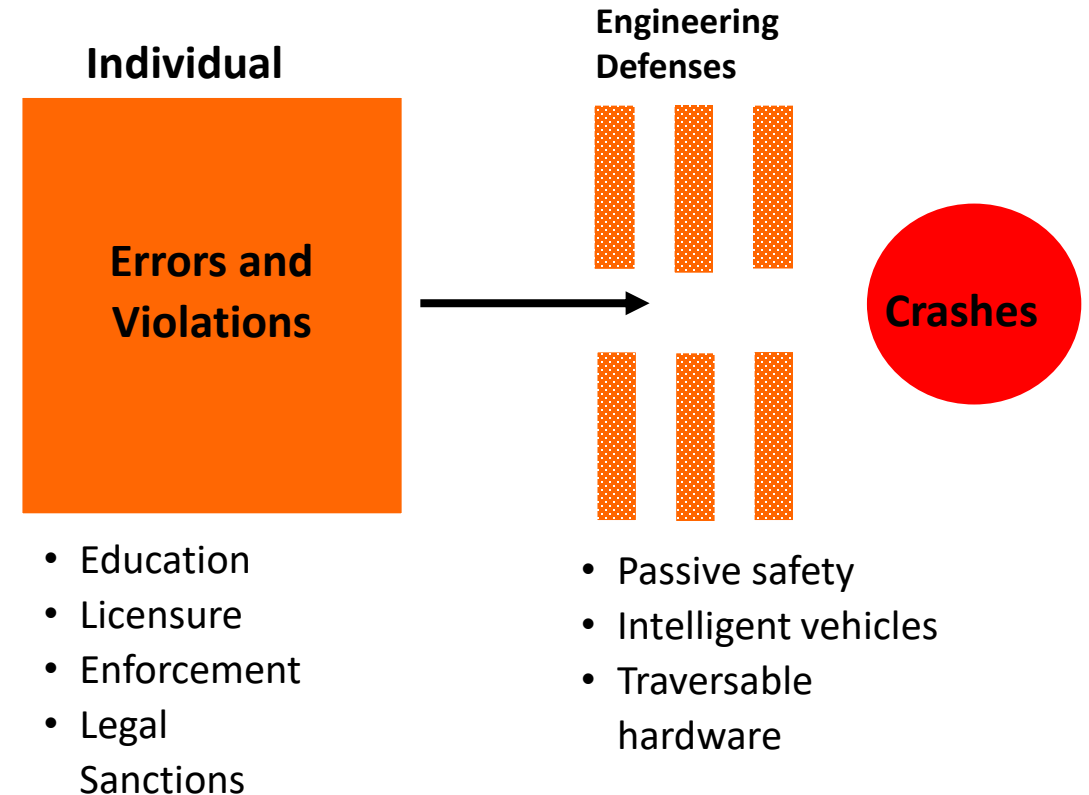 Individual
Errors and
Violations
• Education
• Licensure
• Enforcement
• Legal
Sanctions
Engineering
Defenses
• Passive safety
• Intelligent vehicles
• Traversable
hardware
Crashes